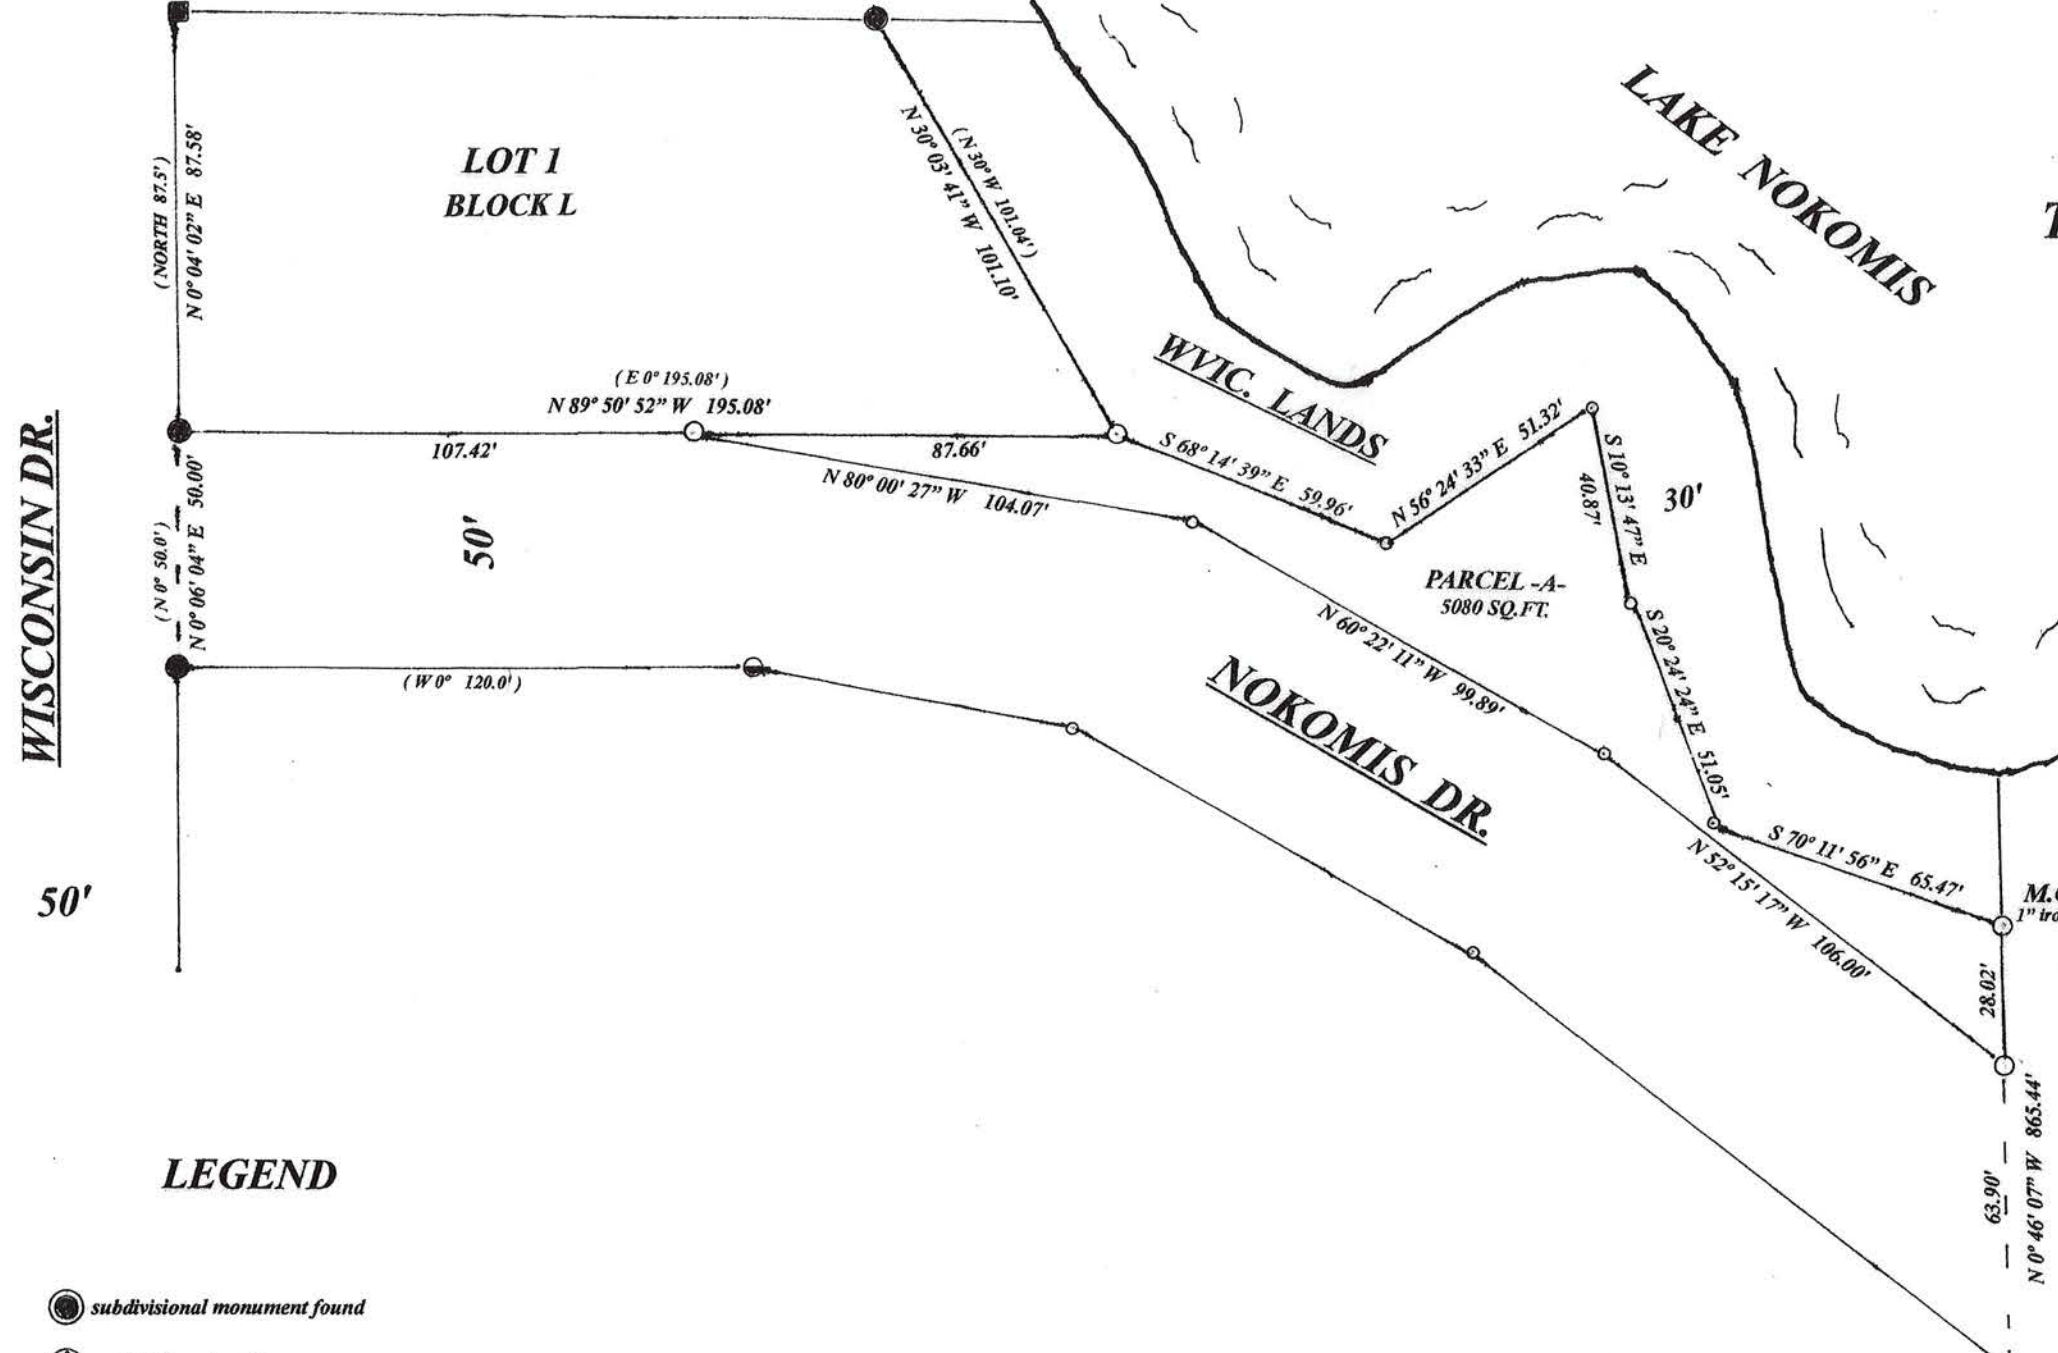 LAKE NOKOMIS
T
LOT 1
BLOCK L
(NORTH 87.5')
N 0° 04' 02" E 87.58'
(N 30° W 101.04')
N 30° 03' 41" W 101.10'
WVIC. LANDS
(E 0° 195.08')
N 89° 50' 52" W 195.08'
107.42'
87.66'
S 68° 14' 39" E 59.96'
N 56° 24' 33" E 51.32'
S 10° 13' 47" E
40.87'
30'
N 80° 00' 27" W 104.07'
WISCONSIN DR.
(N 0° 50.0')
N 0° 06' 04" E 50.00'
50'
PARCEL -A-
5080 SQ.FT.
N 60° 22' 11" W 99.89'
S 20° 24' 24" E 51.05'
(W 0° 120.0')
NOKOMIS DR.
S 70° 11' 56" E 65.47'
N 52° 15' 17" W 106.00'
50'
1" iro
28.02'
63.90'
N 0° 46' 07" W 865.44'
LEGEND
subdivisional monument found